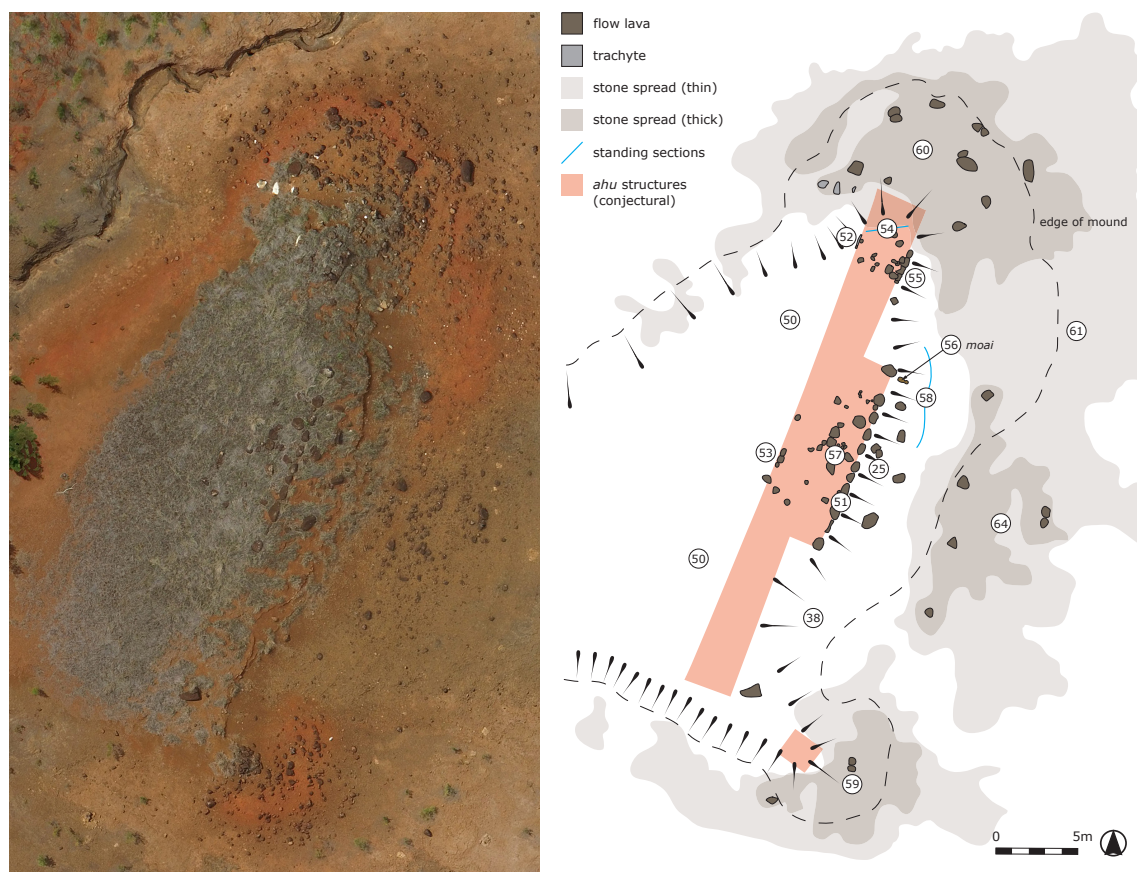 flow lava
trachyte
stone spread (thin)
stone spread (thick)
standing sections
ahu structures
(conjectural)
60
edge of mound
54
52
55
50
61
56 moai
58
53
57
25
51
64
50
38
59
0 5m